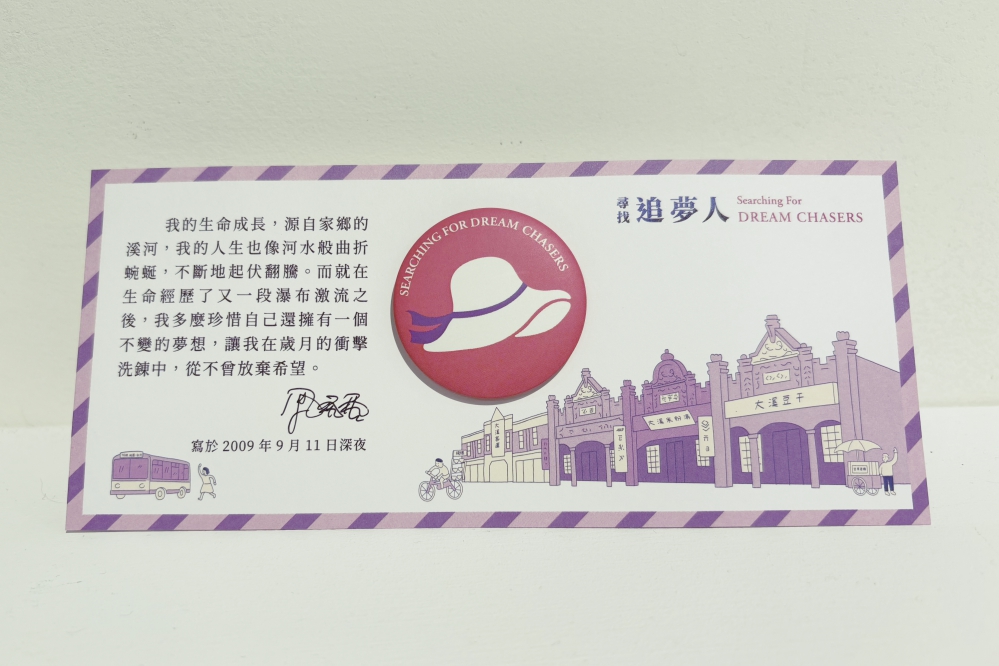 我的生命成長，源自家鄉的
溪河，我的人生也像河水般曲折
蜿蜒，不斷地起伏翻騰。而就在
生命經歷了又一段瀑布激流之
後，我多麼珍惜自己還擁有一個
不變的夢想，讓我在歲月的衝擊
洗鍊中，從不曾放棄希望。
寫於 2009 年 9 月 11 日深夜
SEARCHING FOR DREAM CHASERS
尋找
追夢人
Searching For
DREAM CHASERS
大溪豆干